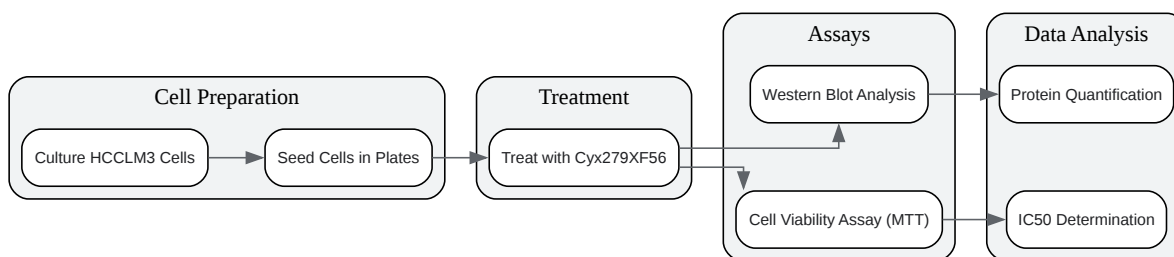 Cell Preparation
Culture HCCLM3 Cells
Seed Cells in Plates
Treatment
Treat with Cyx279XF56
Assays
Western Blot Analysis
Cell Viability Assay (MTT)
Data Analysis
Protein Quantification
IC50 Determination